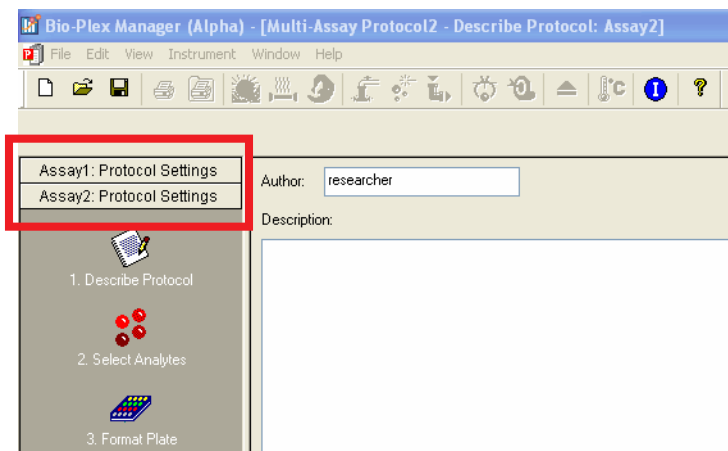 Bio-Plex Manager (Alpha) - [Multi-Assay Protocol2 - Describe Protocol: Assay2]
File Edit View Instrument Window Help
°C I ?
Assay1: Protocol Settings
Assay2: Protocol Settings
Author: researcher
Description:
1. Describe Protocol
2. Select Analytes
3. Format Plate